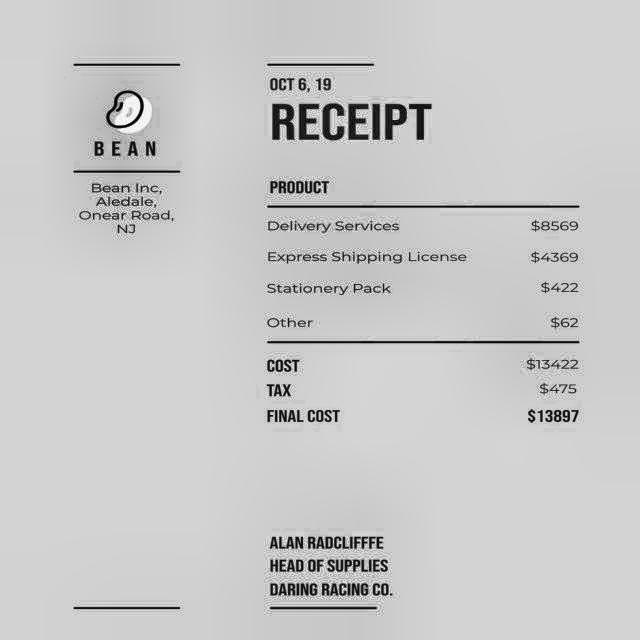 BEAN
Bean Inc,
Aledale,
Onear Road,
NJ
OCT 6, 19
RECEIPT
PRODUCT
Delivery Services $8569
Express Shipping License $4369
Stationery Pack $422
Other $62
COST $13422
TAX $475
FINAL COST $13897
ALAN RADCLIFFFE
HEAD OF SUPPLIES
DARING RACING CO.